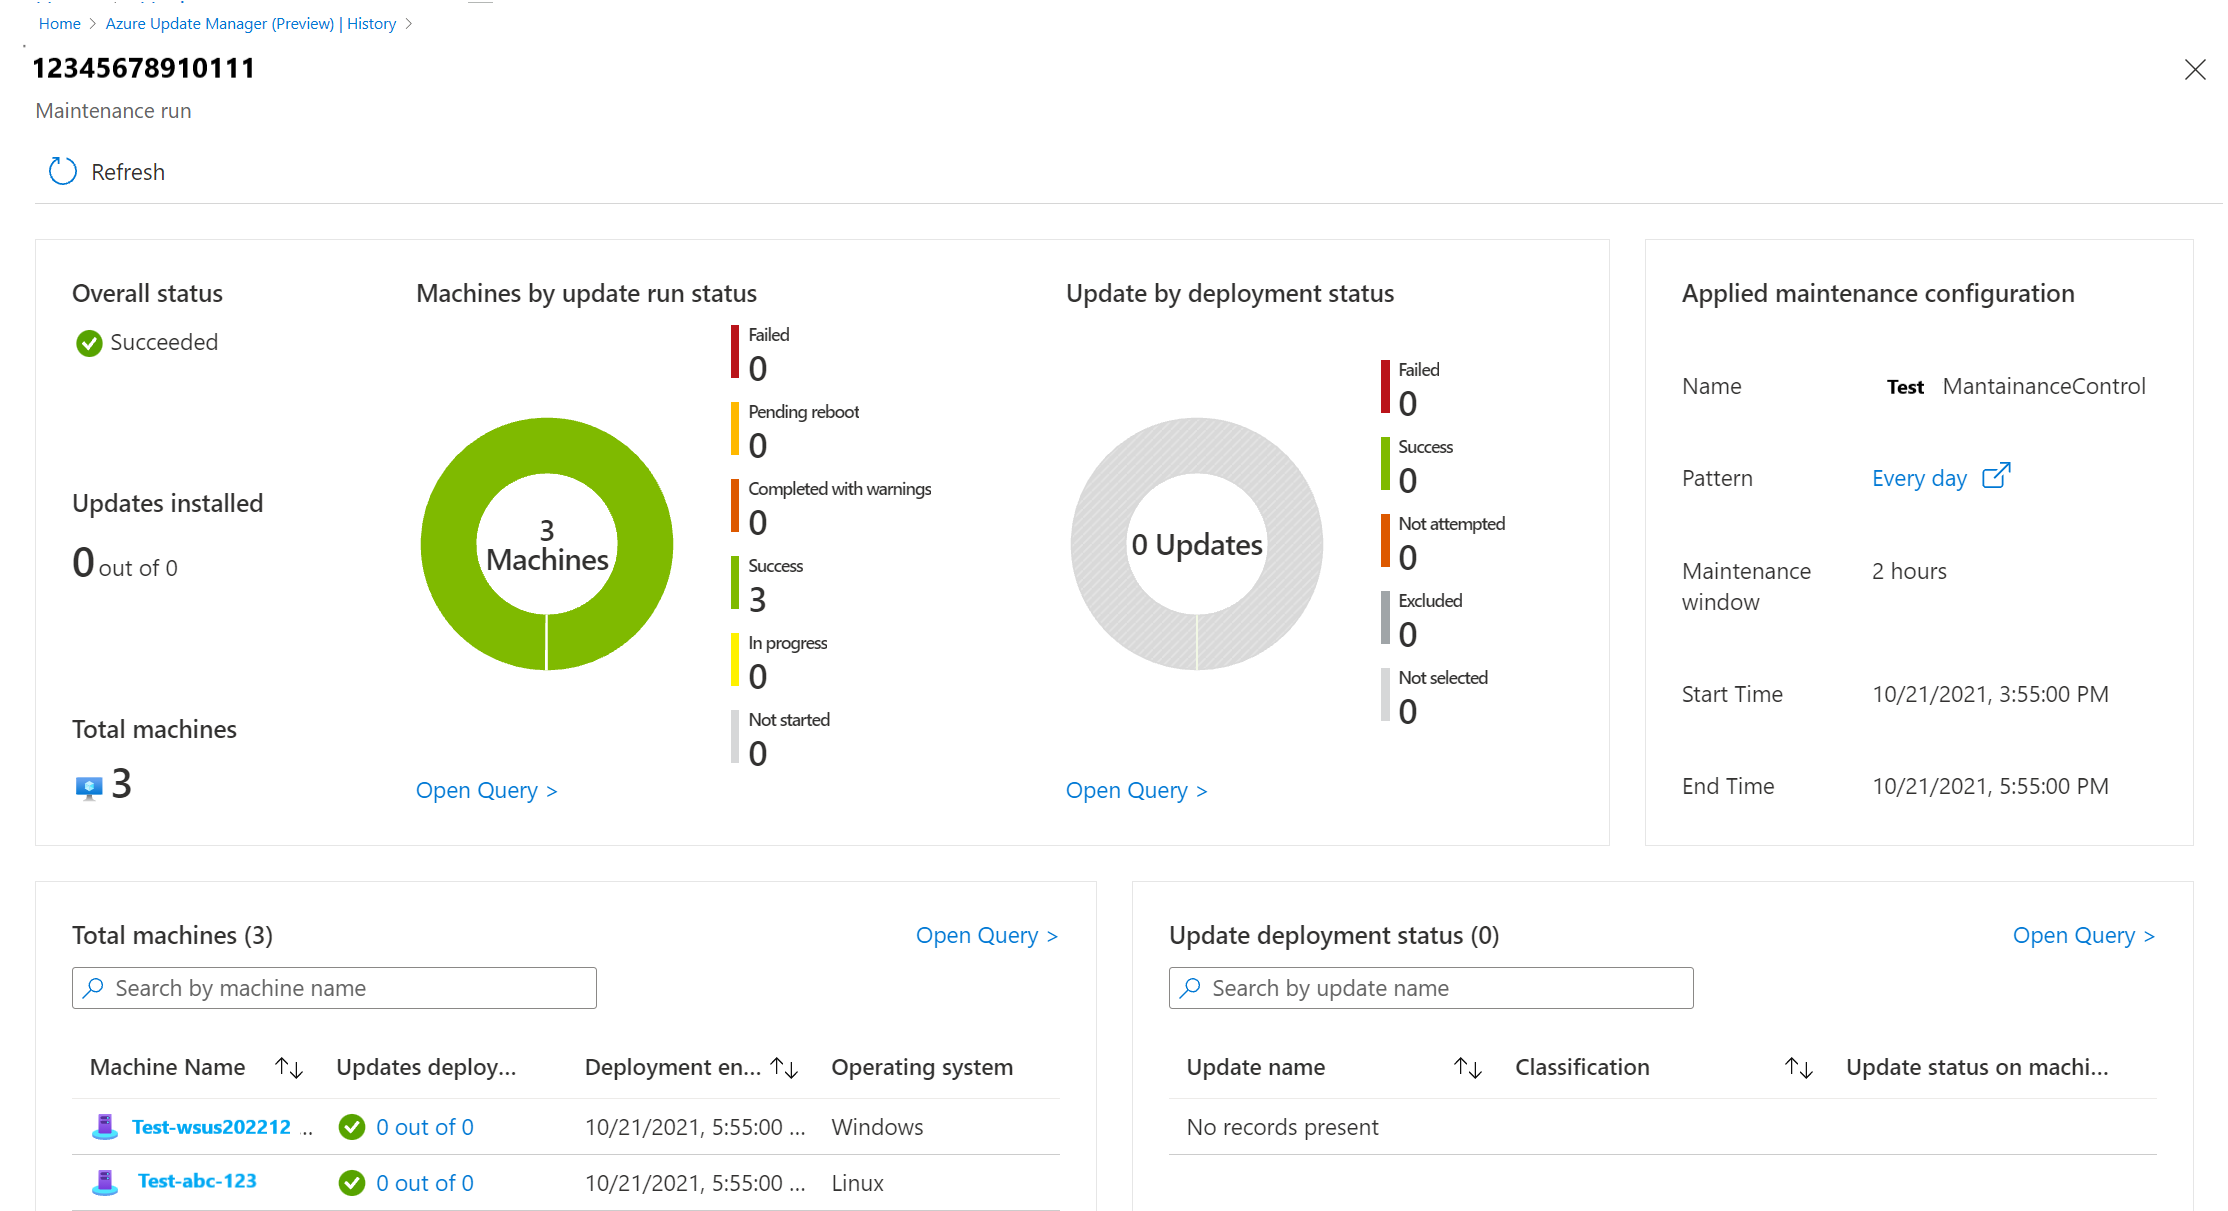 Home > Azure Update Manager (Preview) | History >
12345678910111
Maintenance run
Refresh
Overall status
Succeeded
Updates installed
0 out of 0
Total machines
3
Machines by update run status
3
Machines
Failed
0
Pending reboot
0
Completed with warnings
0
Success
3
In progress
0
Not started
0
Open Query >
Update by deployment status
0 Updates
Failed
0
Success
0
Not attempted
0
Excluded
0
Not selected
0
Open Query >
Applied maintenance configuration
Name Test MantainanceControl
Pattern Every day
Maintenance 2 hours
window
Start Time 10/21/2021, 3:55:00 PM
End Time 10/21/2021, 5:55:00 PM
Total machines (3) Open Query >
Search by machine name
Machine Name Updates deploy... Deployment en... Operating system
Test-wsus202212 .. 0 out of 0 10/21/2021, 5:55:00 ... Windows
Test-abc-123 0 out of 0 10/21/2021, 5:55:00 ... Linux
Update deployment status (0) Open Query >
Search by update name
Update name Classification Update status on machi...
No records present